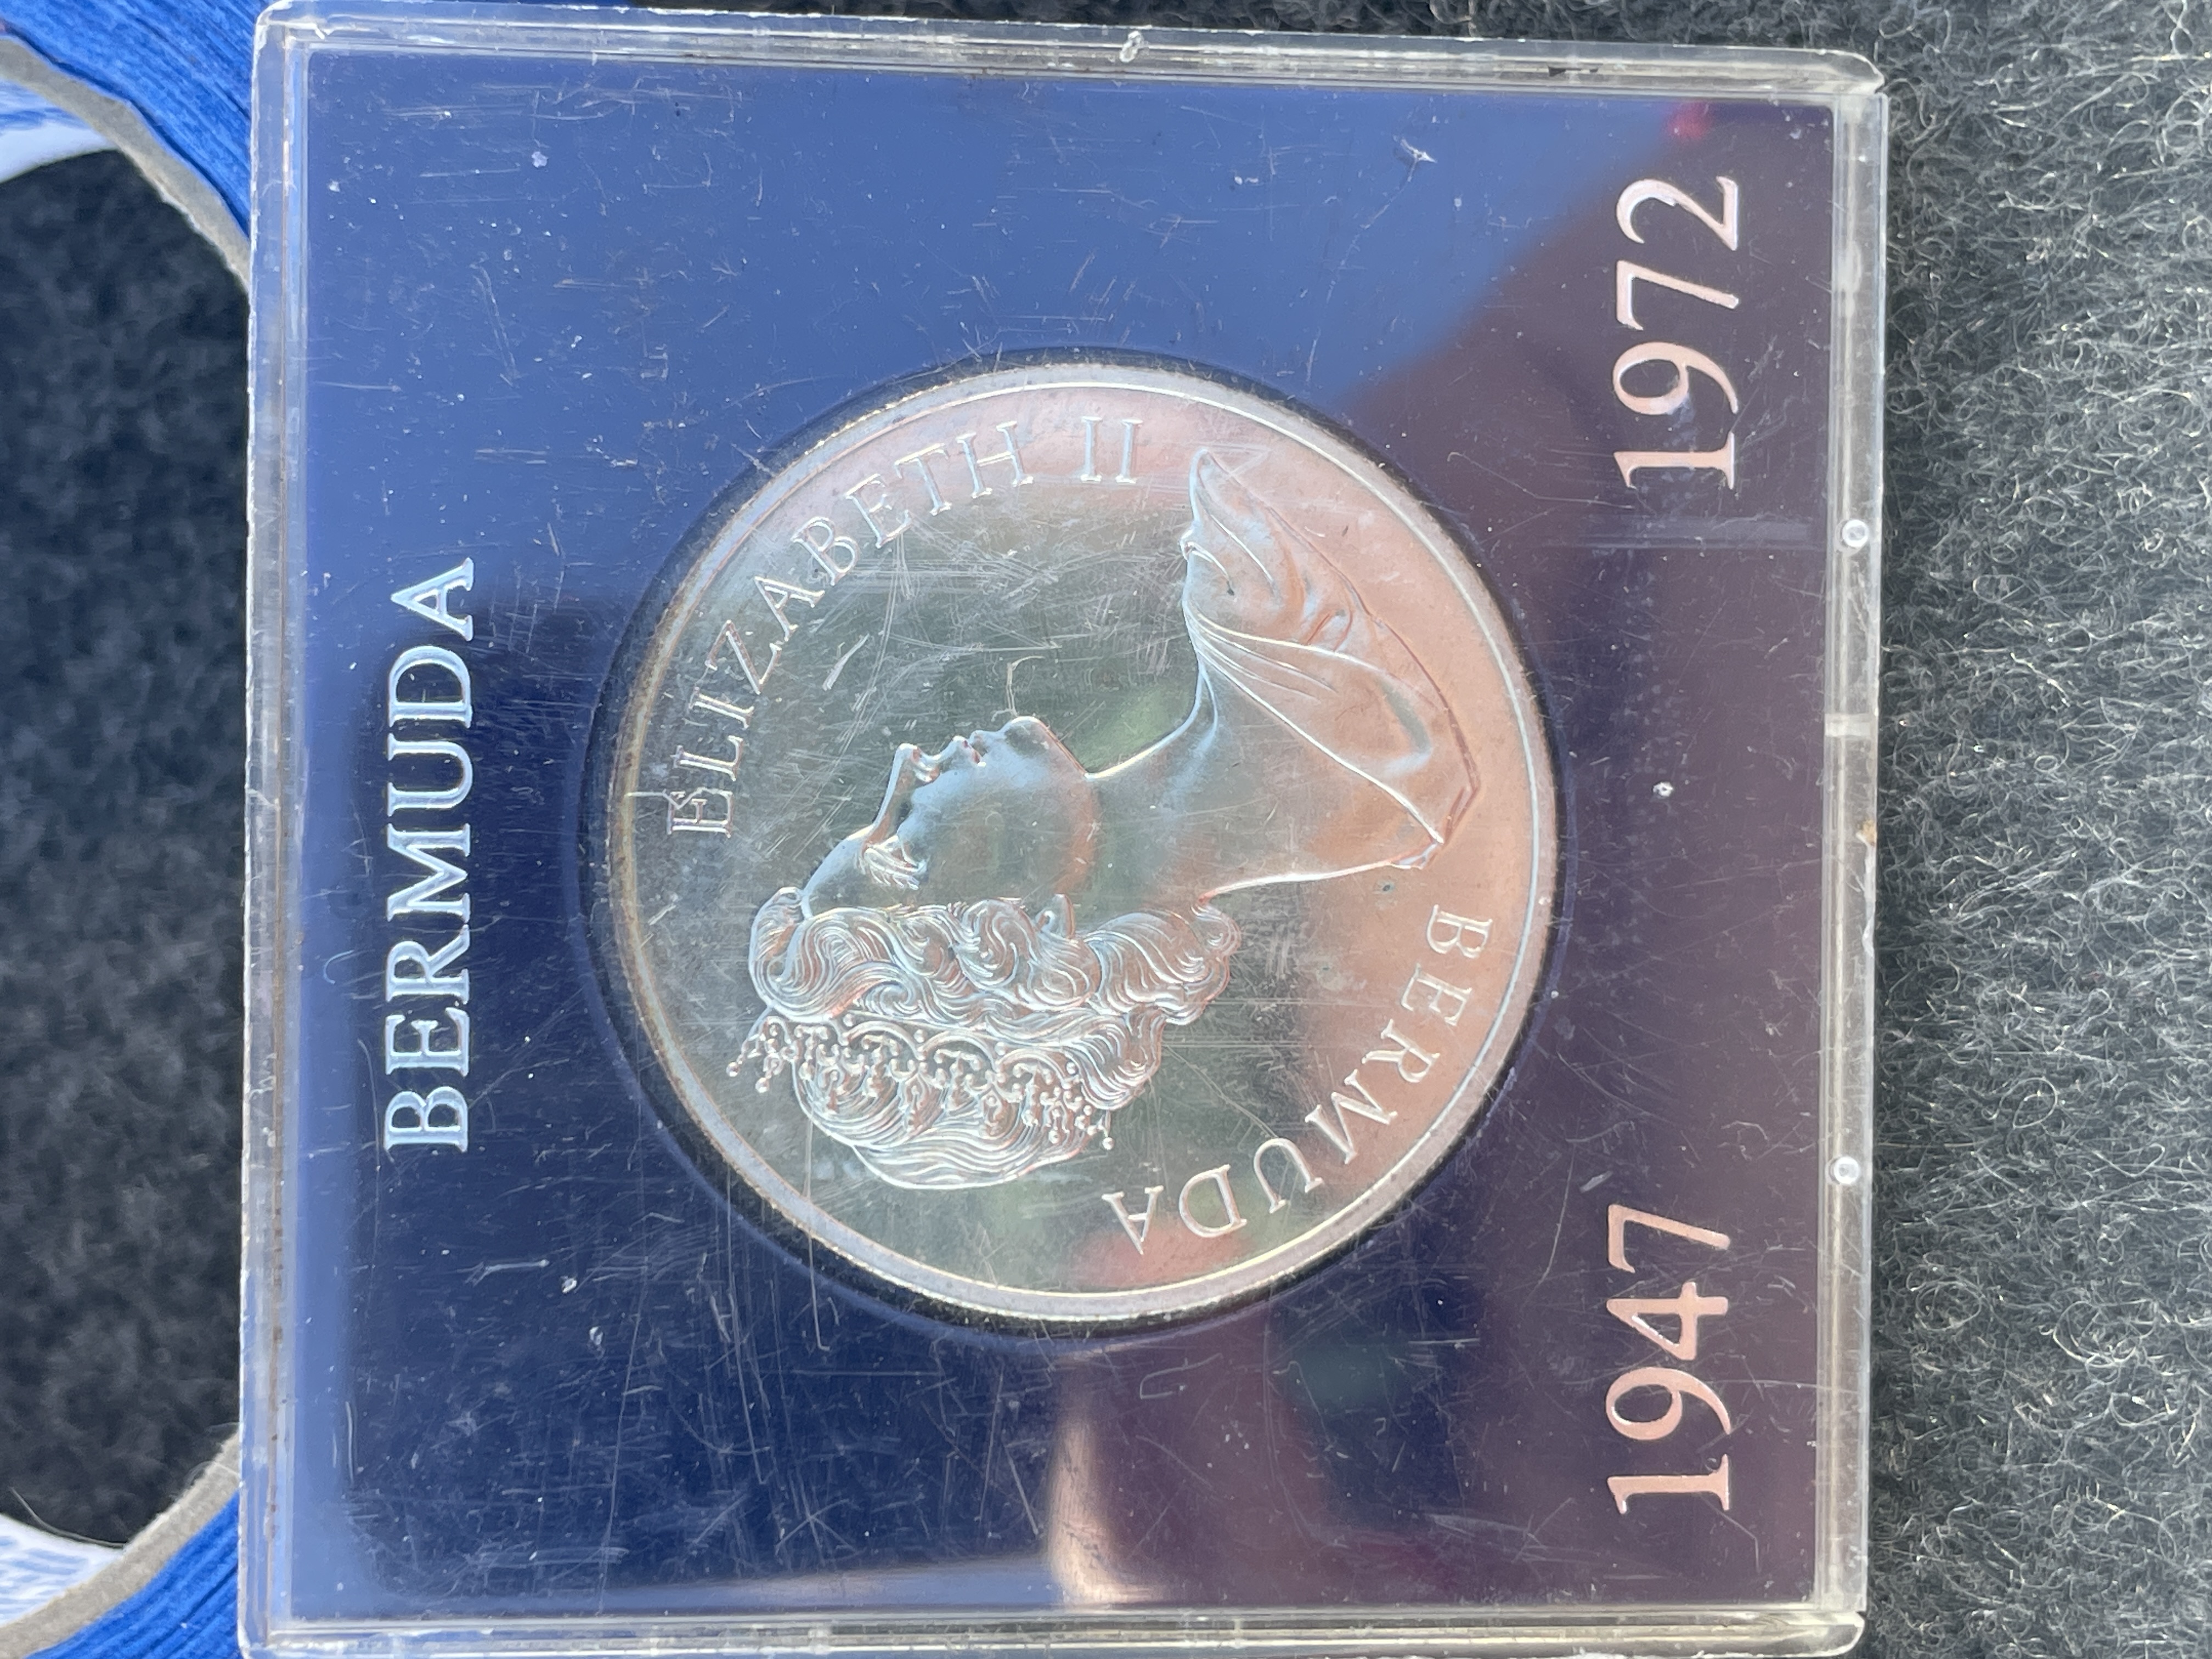 BERMUDA
ELIZABETH II
BERMUDA
1947 1972